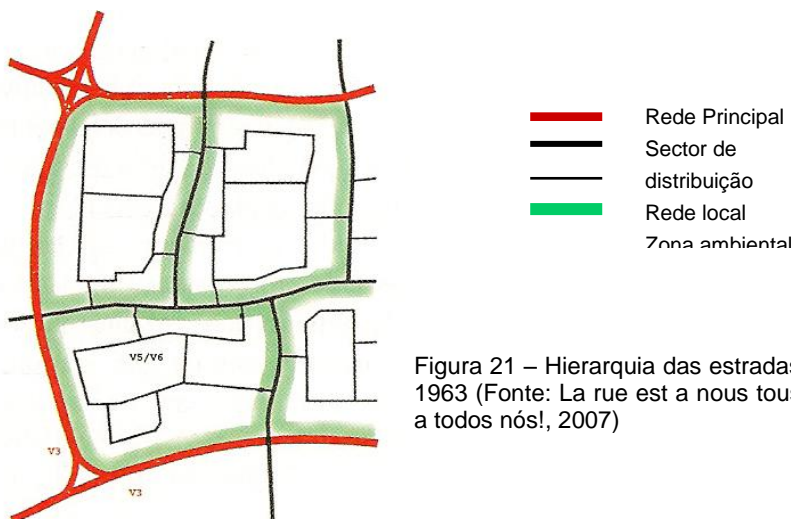 Rede Principal
Sector de
distribuição
Rede local
Zona ambiental
V5/V6
Figura 21 – Hierarquia das estradas
1963 (Fonte: La rue est a nous tous
a todos nós!, 2007)
V3
V3